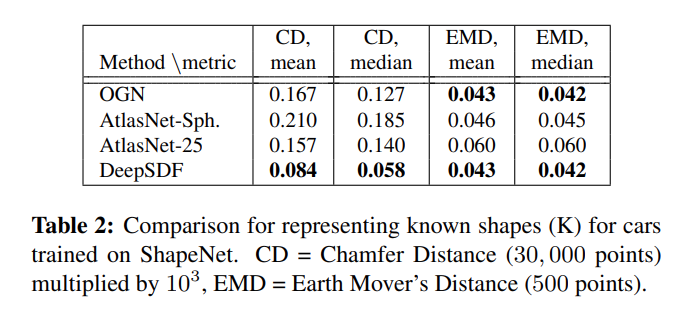 Method \metric CD, mean CD, median EMD, mean EMD, median
OGN 0.167 0.127 0.043 0.042
AtlasNet-Sph. 0.210 0.185 0.046 0.045
AtlasNet-25 0.157 0.140 0.060 0.060
DeepSDF 0.084 0.058 0.043 0.042
Table 2: Comparison for representing known shapes (K) for cars
trained on ShapeNet. CD = Chamfer Distance (30, 000 points)
multiplied by 10³, EMD = Earth Mover's Distance (500 points).